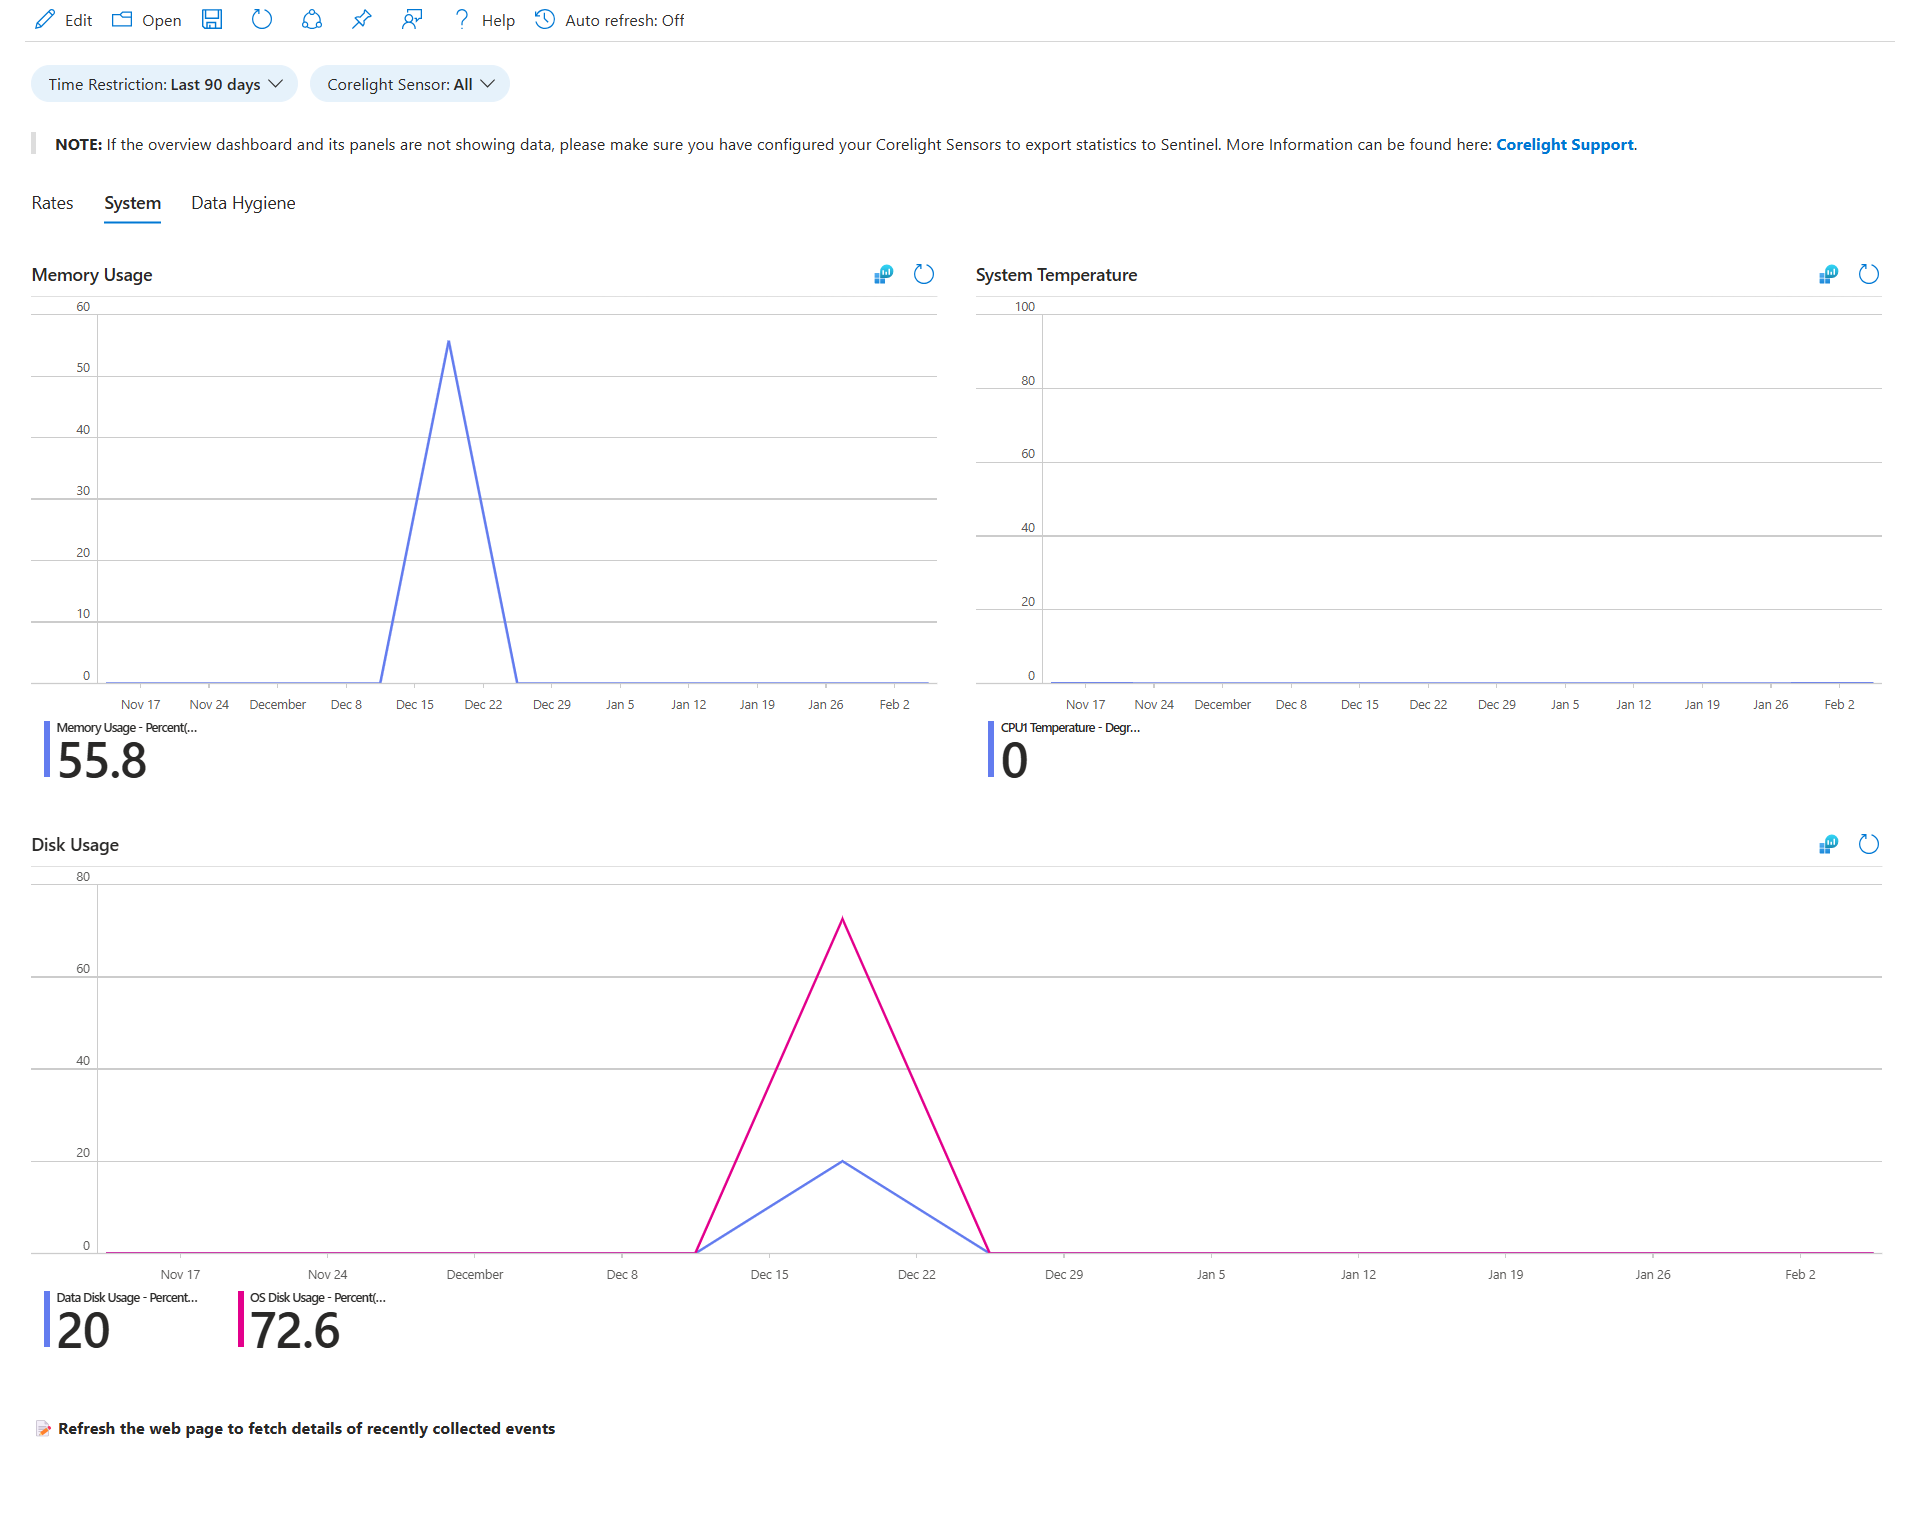 Edit Open Help Auto refresh: Off
Time Restriction: Last 90 days Corelight Sensor: All
NOTE: If the overview dashboard and its panels are not showing data, please make sure you have configured your Corelight Sensors to export statistics to Sentinel. More Information can be found here: Corelight Support.
Rates System Data Hygiene
Memory Usage
60
50
40
30
20
10
0
Nov 17 Nov 24 December Dec 8 Dec 15 Dec 22 Dec 29 Jan 5 Jan 12 Jan 19 Jan 26 Feb 2
Memory Usage - Percent(...
55.8
System Temperature
100
80
60
40
20
0
Nov 17 Nov 24 December Dec 8 Dec 15 Dec 22 Dec 29 Jan 5 Jan 12 Jan 19 Jan 26 Feb 2
CPU1 Temperature - Degr...
0
Disk Usage
80
60
40
20
0
Nov 17 Nov 24 December Dec 8 Dec 15 Dec 22 Dec 29 Jan 5 Jan 12 Jan 19 Jan 26 Feb 2
Data Disk Usage - Percent... OS Disk Usage - Percent(...
20 72.6
Refresh the web page to fetch details of recently collected events